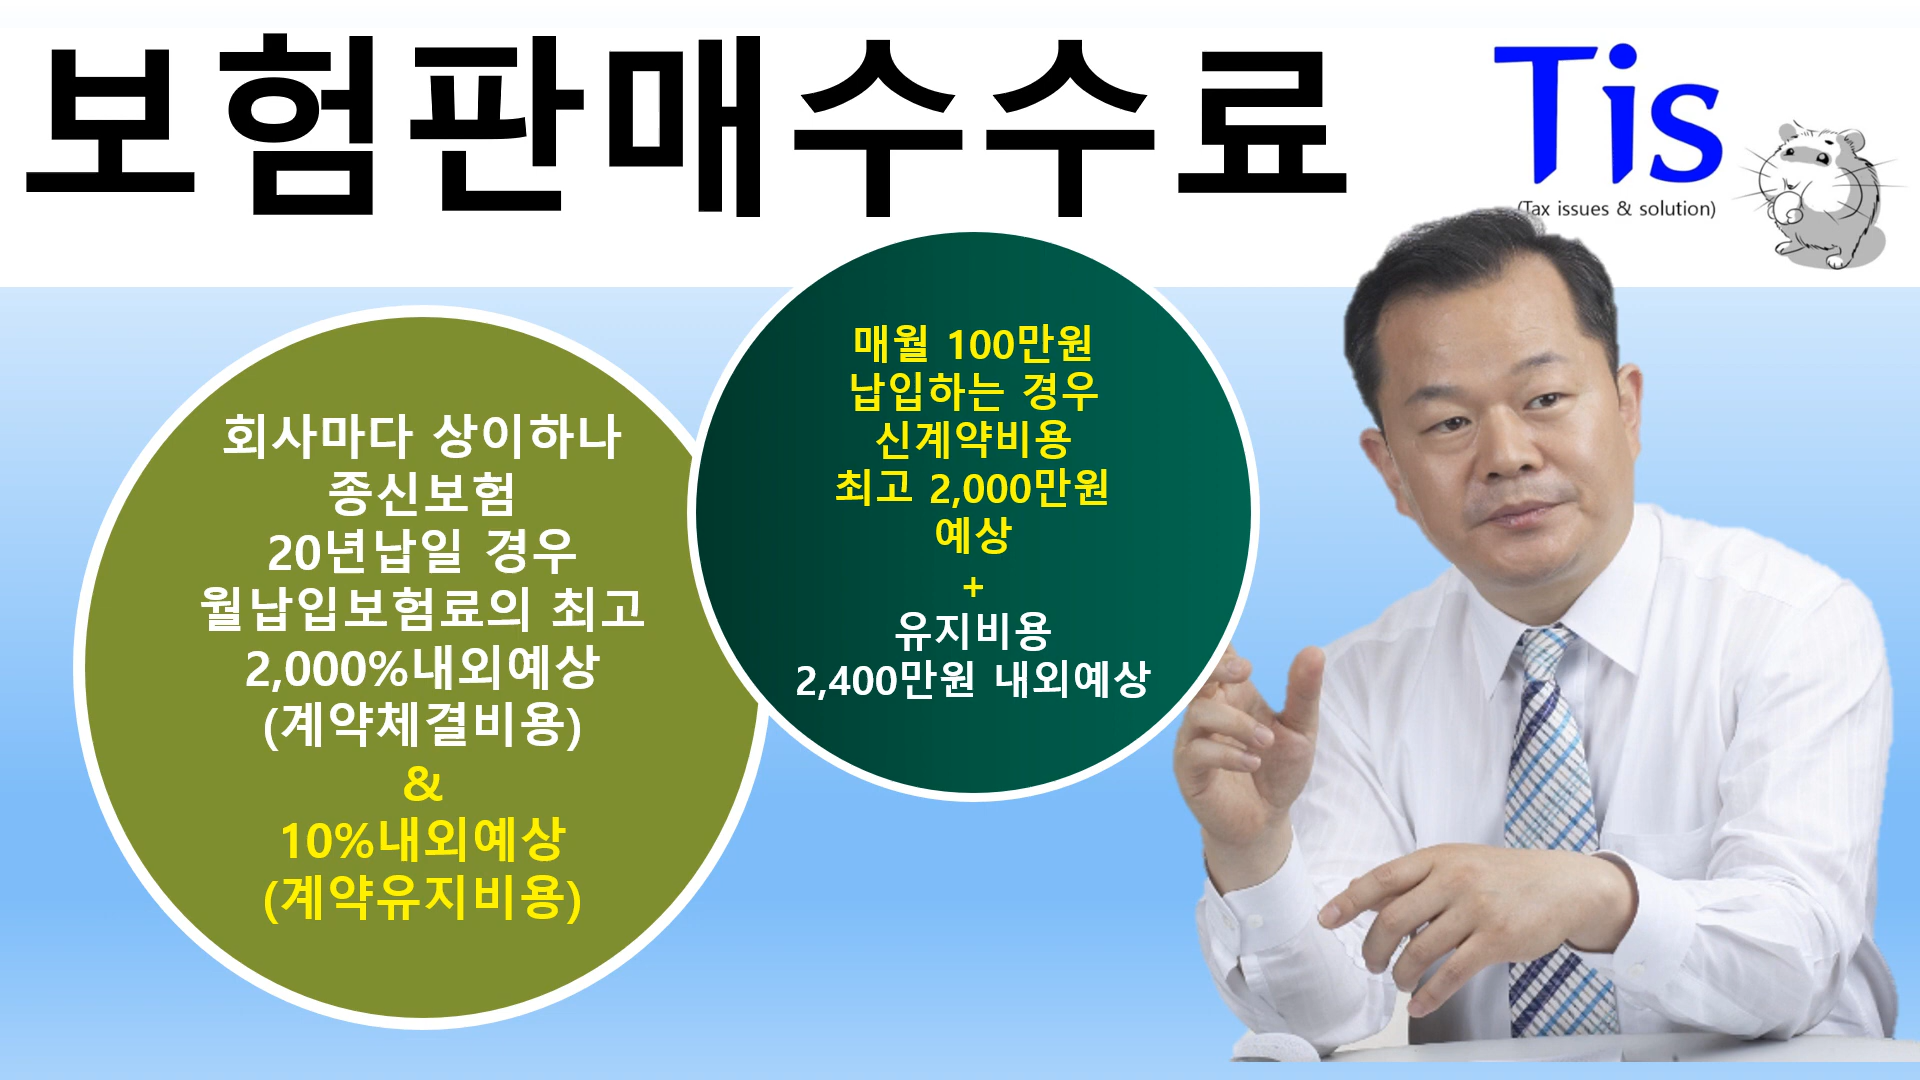 보험판매수수료
Tis
(Tax issues & solution)
회사마다 상이하나
종신보험
20년납일 경우
월납입보험료의 최고
2,000%내외예상
(계약체결비용)
&
10%내외예상
(계약유지비용)
매월 100만원
납입하는 경우
신계약비용
최고 2,000만원
예상
+
유지비용
2,400만원 내외예상